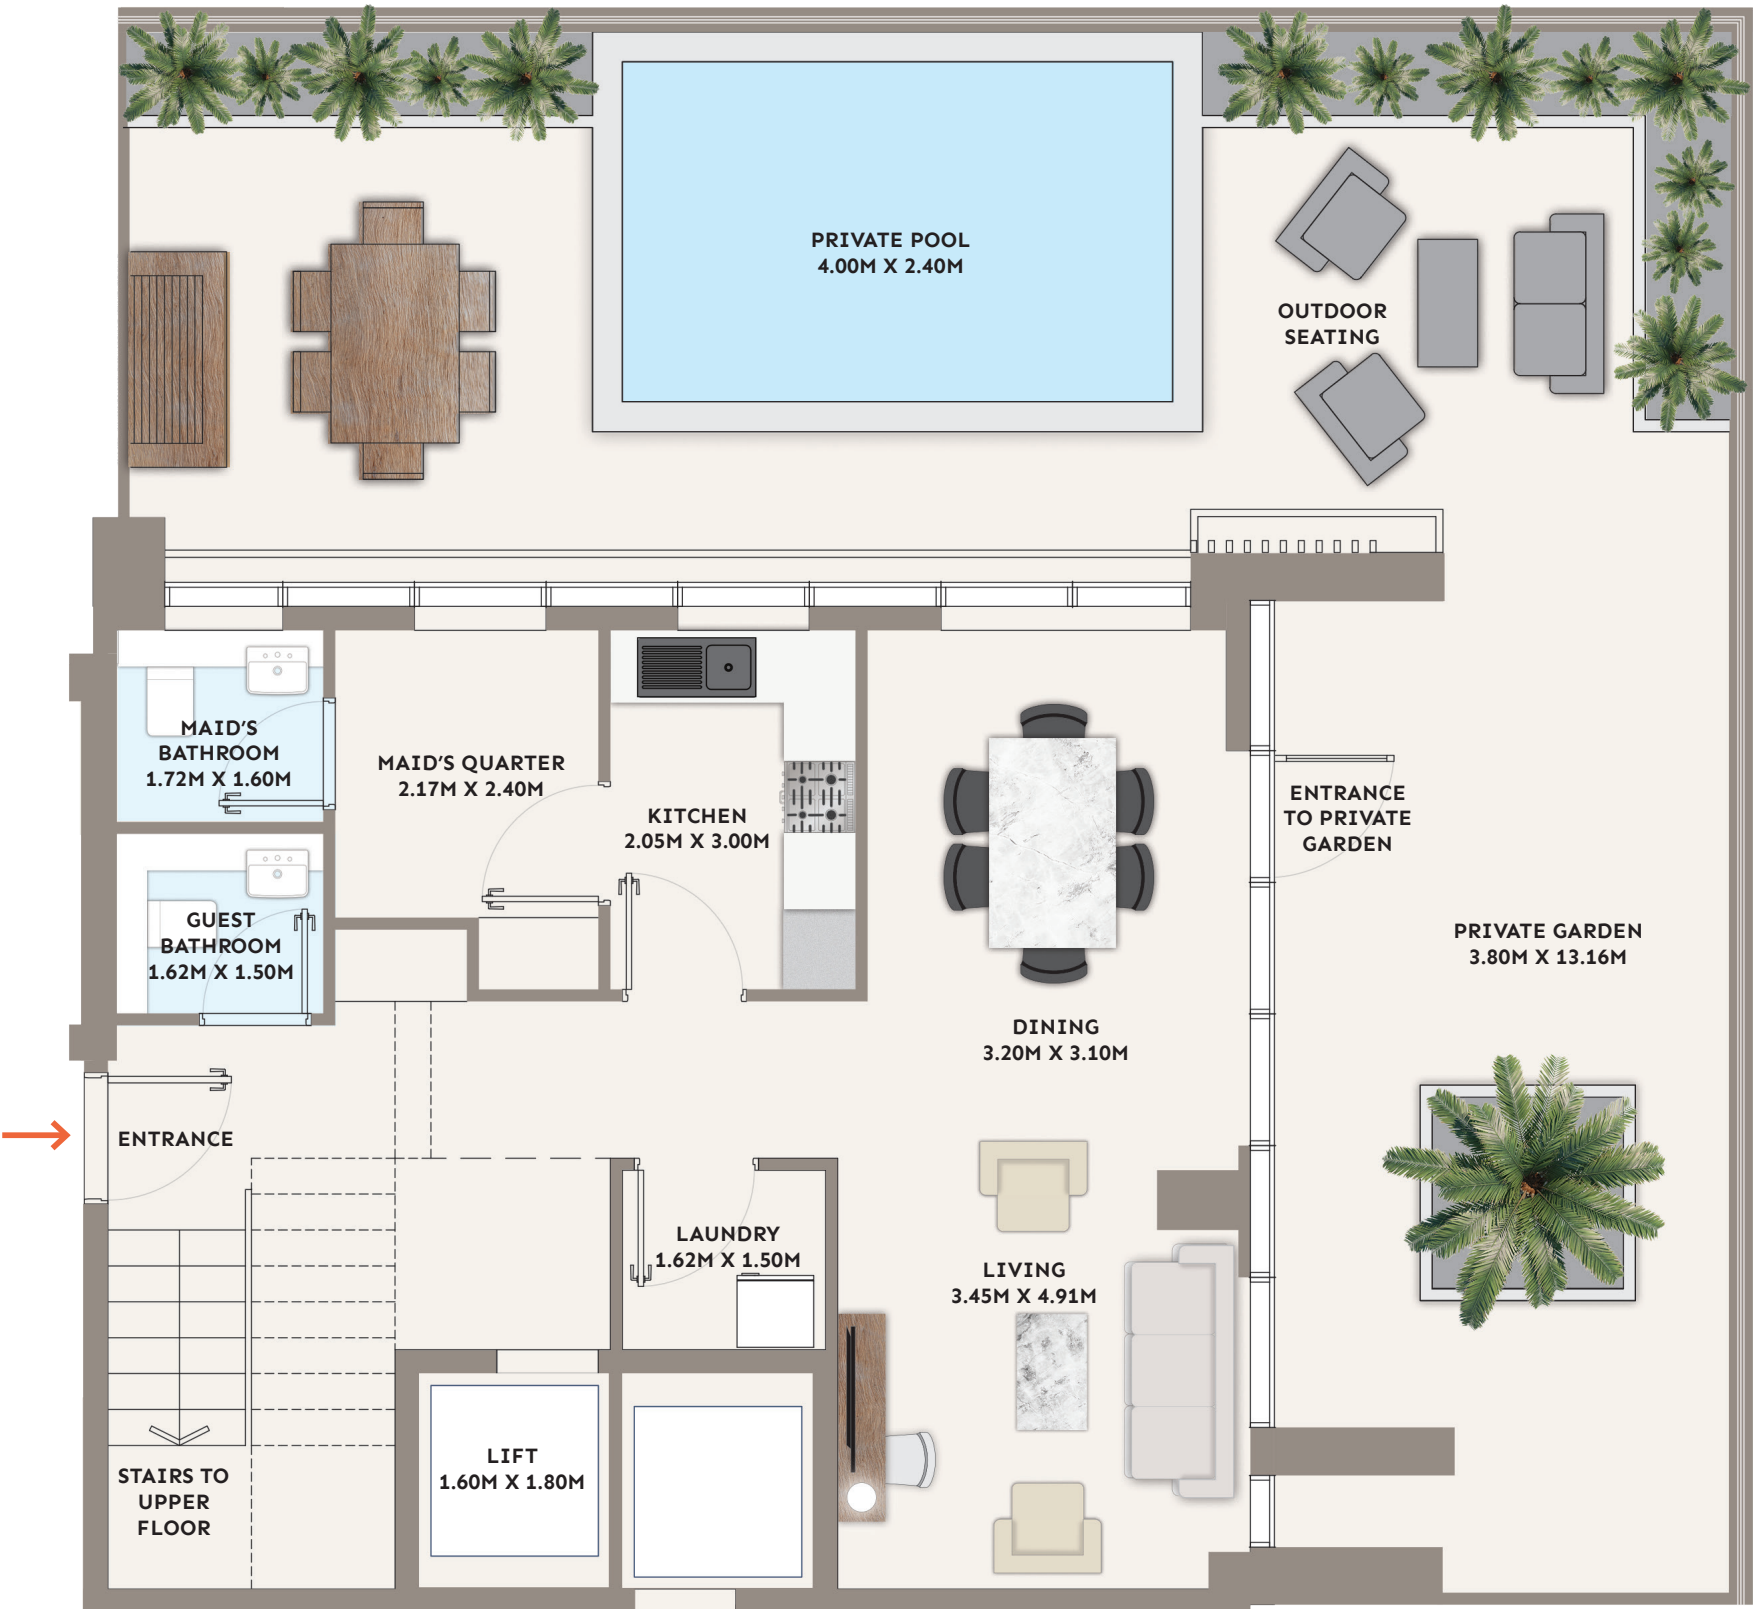 PRIVATE POOL
4.00M X 2.40M
OUTDOOR
SEATING
MAID'S
BATHROOM
1.72M X 1.60M
MAID'S QUARTER
2.17M X 2.40M
KITCHEN
2.05M X 3.00M
ENTRANCE
TO PRIVATE
GARDEN
GUEST
BATHROOM
1.62M X 1.50M
PRIVATE GARDEN
3.80M X 13.16M
DINING
3.20M X 3.10M
ENTRANCE
LAUNDRY
1.62M X 1.50M
LIVING
3.45M X 4.91M
LIFT
1.60M X 1.80M
STAIRS TO
UPPER
FLOOR